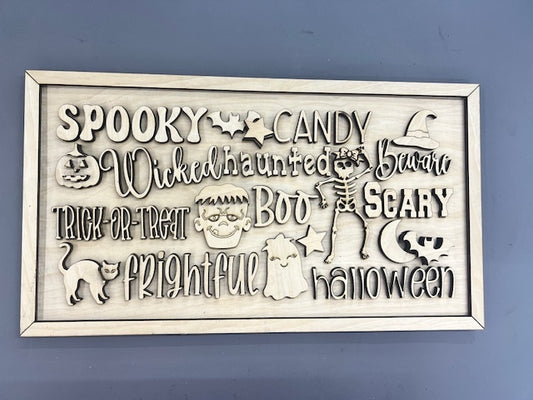 SPOOKY CANDY
Wicked haunted Beware
TRICK-OR-TREAT BOO SCARY
frightful halloween